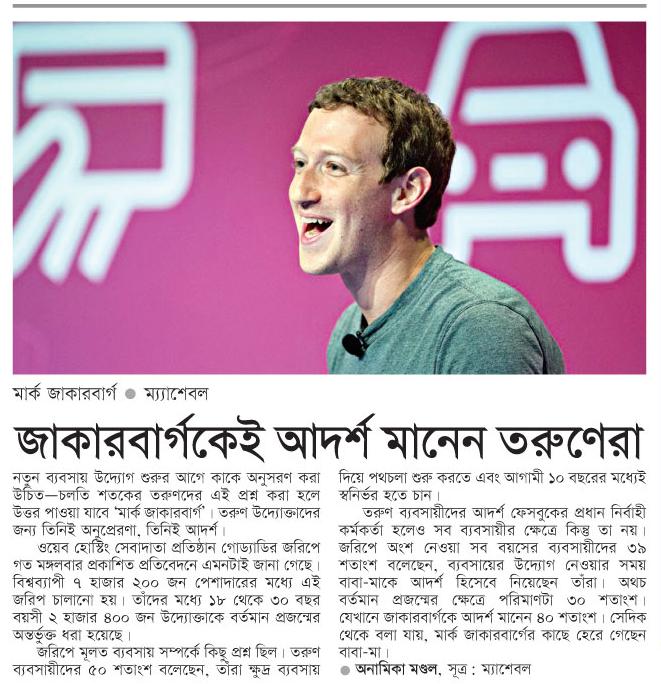 মার্ক জাকারবার্গ ● ম্যাশেবল
জাকারবার্গকেই আদর্শ মানেন তরুণেরা
নতুন ব্যবসায় উদ্যোগ শুরুর আগে কাকে অনুসরণ করা
উচিত—চলতি শতকের তরুণদের এই প্রশ্ন করা হলে
উত্তর পাওয়া যাবে ‘মার্ক জাকারবার্গ’। তরুণ উদ্যোক্তাদের
জন্য তিনিই অনুপ্রেরণা, তিনিই আদর্শ।
ওয়েব হোস্টিং সেবাদাতা প্রতিষ্ঠান গোড্যাডির জরিপে
গত মঙ্গলবার প্রকাশিত প্রতিবেদনে এমনটাই জানা গেছে।
বিশ্বব্যাপী ৭ হাজার ২০০ জন পেশাদারের মধ্যে এই
জরিপ চালানো হয়। তাঁদের মধ্যে ১৮ থেকে ৩০ বছর
বয়সী ২ হাজার ৪০০ জন উদ্যোক্তাকে বর্তমান প্রজন্মের
অন্তর্ভুক্ত ধরা হয়েছে।
জরিপে মূলত ব্যবসায় সম্পর্কে কিছু প্রশ্ন ছিল। তরুণ
ব্যবসায়ীদের ৫০ শতাংশ বলেছেন, তাঁরা ক্ষুদ্র ব্যবসায়
দিয়ে পথচলা শুরু করতে এবং আগামী ১০ বছরের মধ্যেই
স্বনির্ভর হতে চান।
তরুণ ব্যবসায়ীদের আদর্শ ফেসবুকের প্রধান নির্বাহী
কর্মকর্তা হলেও সব ব্যবসায়ীর ক্ষেত্রে কিন্তু তা নয়।
জরিপে অংশ নেওয়া সব বয়সের ব্যবসায়ীদের ৩৯
শতাংশ বলেছেন, ব্যবসায়ের উদ্যোগ নেওয়ার সময়
বাবা-মাকে আদর্শ হিসেবে নিয়েছেন তাঁরা। অথচ
বর্তমান প্রজন্মের ক্ষেত্রে পরিমাণটা ৩০ শতাংশ।
যেখানে জাকারবার্গকে আদর্শ মানেন ৪০ শতাংশ। সেদিক
থেকে বলা যায়, মার্ক জাকারবার্গের কাছে হেরে গেছেন
বাবা-মা।
● অনামিকা মণ্ডল, সূত্র : ম্যাশেবল